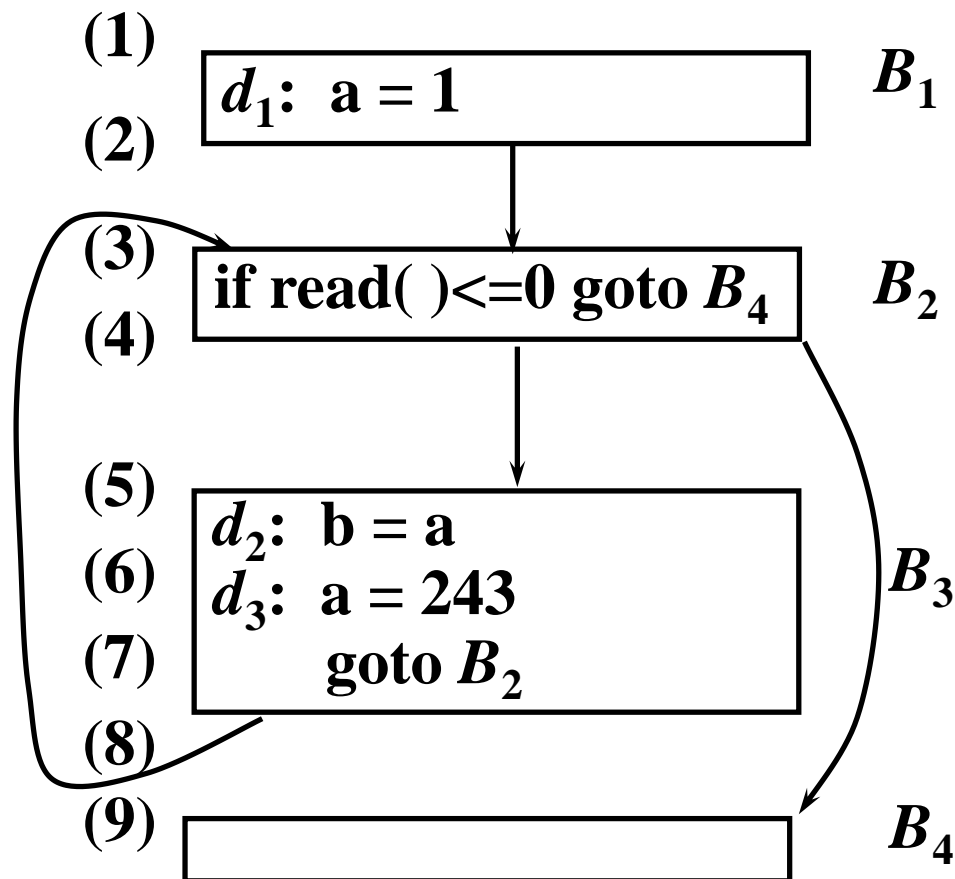 (1)
d₁: a = 1
B₁
(2)
(3)
if read( )<=0 goto B₄
B₂
(4)
(5)
d₂: b = a
(6)
d₃: a = 243
B₃
(7)
goto B₂
(8)
(9)
B₄